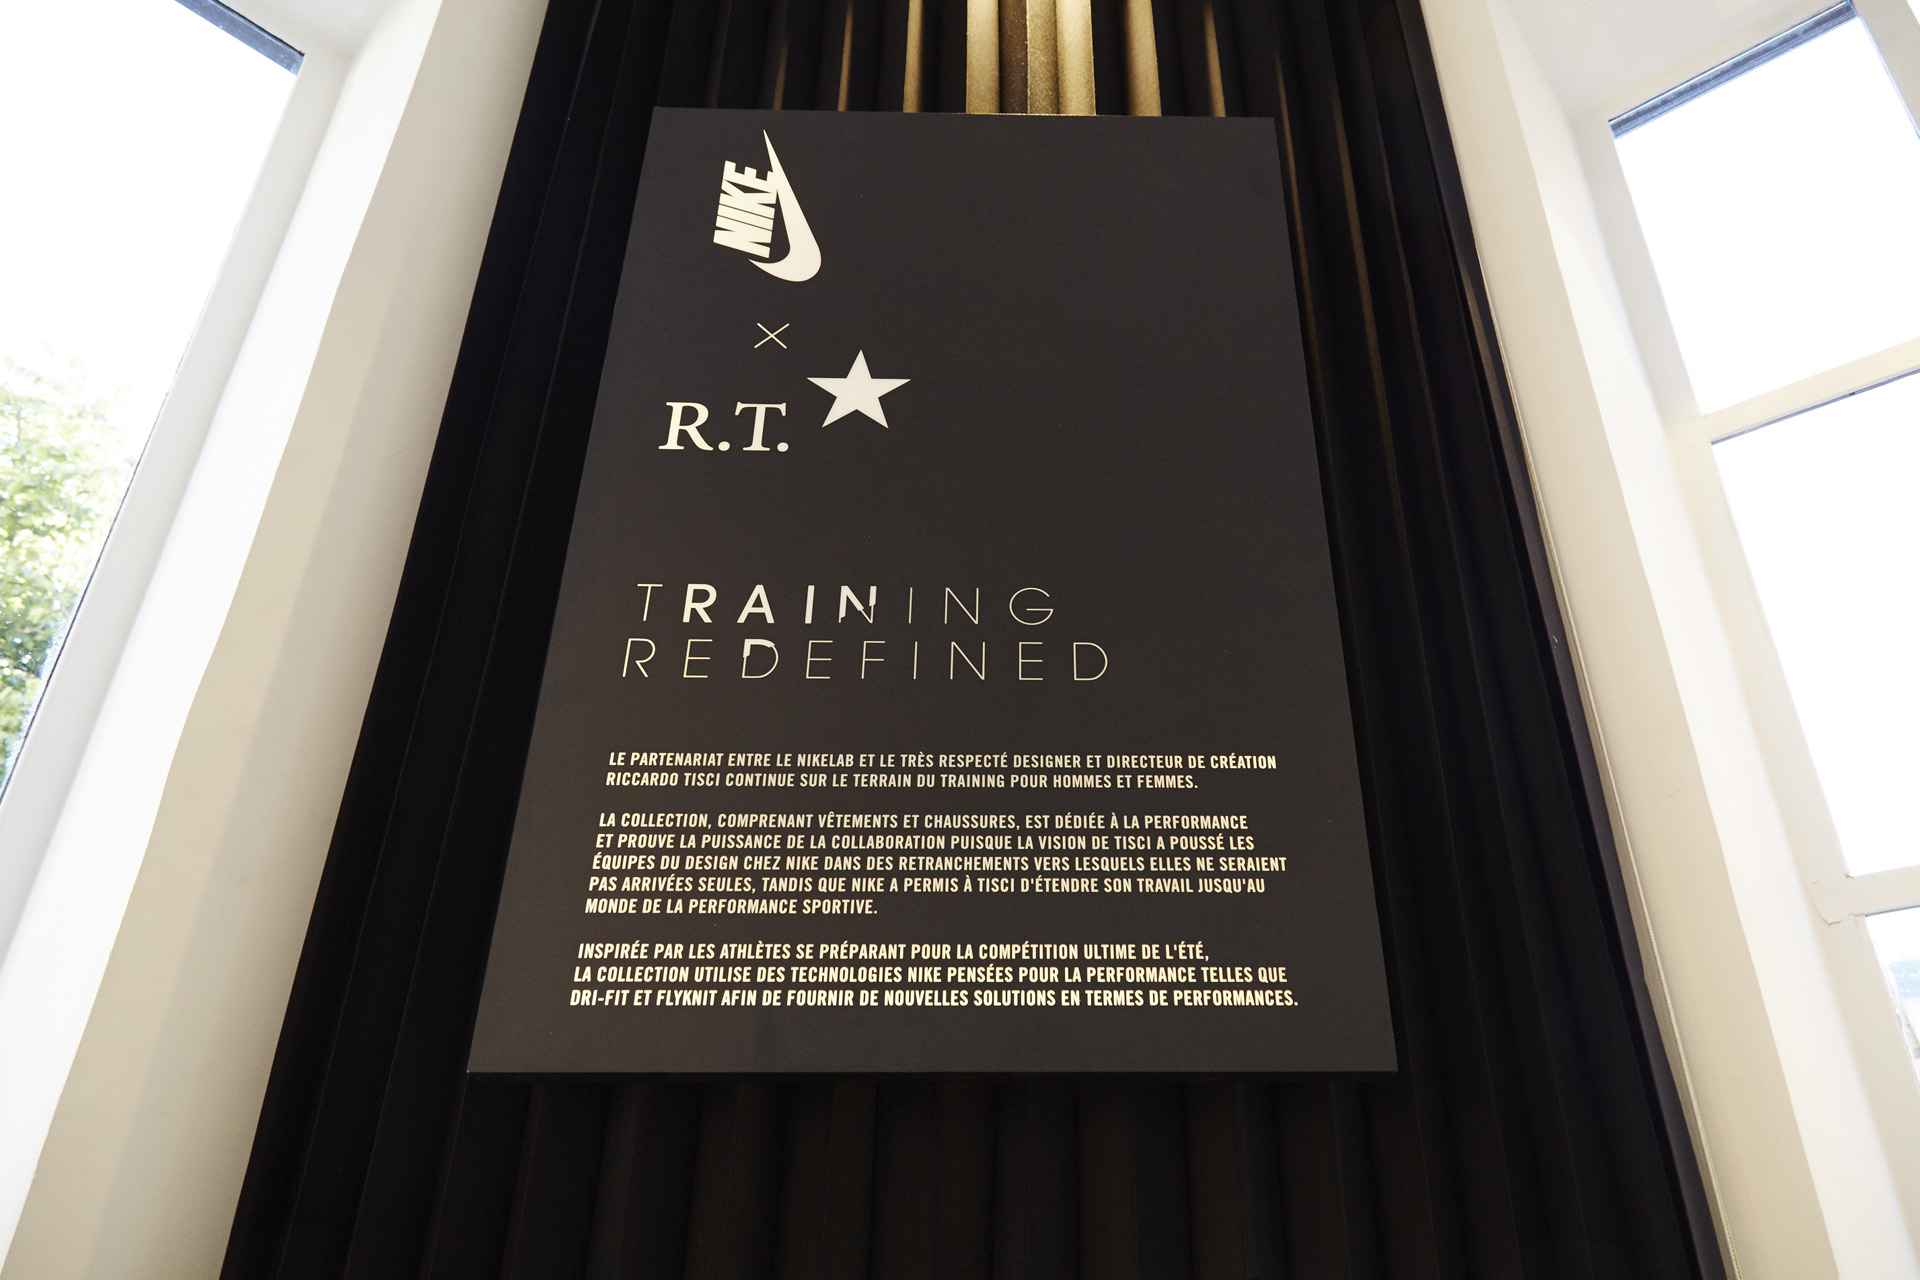 NIKE
×
R.T.
TRAINING
REDEFINED
LE PARTENARIAT ENTRE LE NIKELAB ET LE TRÈS RESPECTÉ DESIGNER ET DIRECTEUR DE CRÉATION
RICCARDO TISCI CONTINUE SUR LE TERRAIN DU TRAINING POUR HOMMES ET FEMMES.
LA COLLECTION, COMPRENANT VÊTEMENTS ET CHAUSSURES, EST DÉDIÉE À LA PERFORMANCE
ET PROUVE LA PUISSANCE DE LA COLLABORATION PUISQUE LA VISION DE TISCI A POUSSÉ LES
ÉQUIPES DU DESIGN CHEZ NIKE DANS DES RETRANCHEMENTS VERS LESQUELS ELLES NE SERAIENT
PAS ARRIVÉES SEULES, TANDIS QUE NIKE A PERMIS À TISCI D'ÉTENDRE SON TRAVAIL JUSQU'AU
MONDE DE LA PERFORMANCE SPORTIVE.
INSPIRÉE PAR LES ATHLÈTES SE PRÉPARANT POUR LA COMPÉTITION ULTIME DE L'ÉTÉ,
LA COLLECTION UTILISE DES TECHNOLOGIES NIKE PENSÉES POUR LA PERFORMANCE TELLES QUE
DRI-FIT ET FLYKNIT AFIN DE FOURNIR DE NOUVELLES SOLUTIONS EN TERMES DE PERFORMANCES.